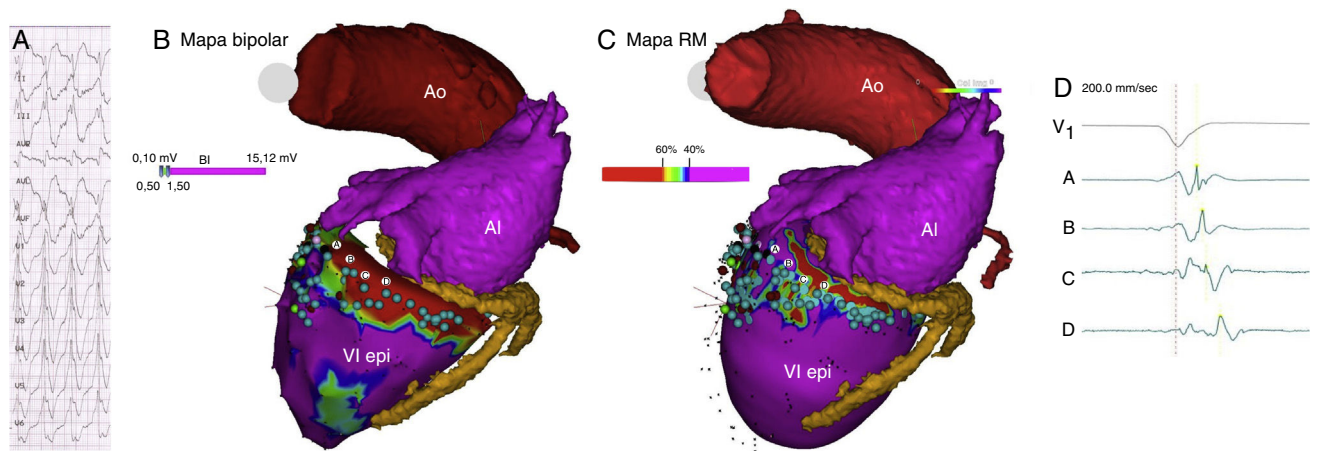 A
II
III
AVR
AVL
AVF
V1
V2
V3
V4
V5
V6
B Mapa bipolar
Ao
0,10 mV BI 15,12 mV
0,50 1,50
AI
A
B
C
D
VI epi
C Mapa RM
Ao
60% 40%
AI
A
B
C
D
VI epi
D 200.0 mm/sec
V1
A
B
C
D